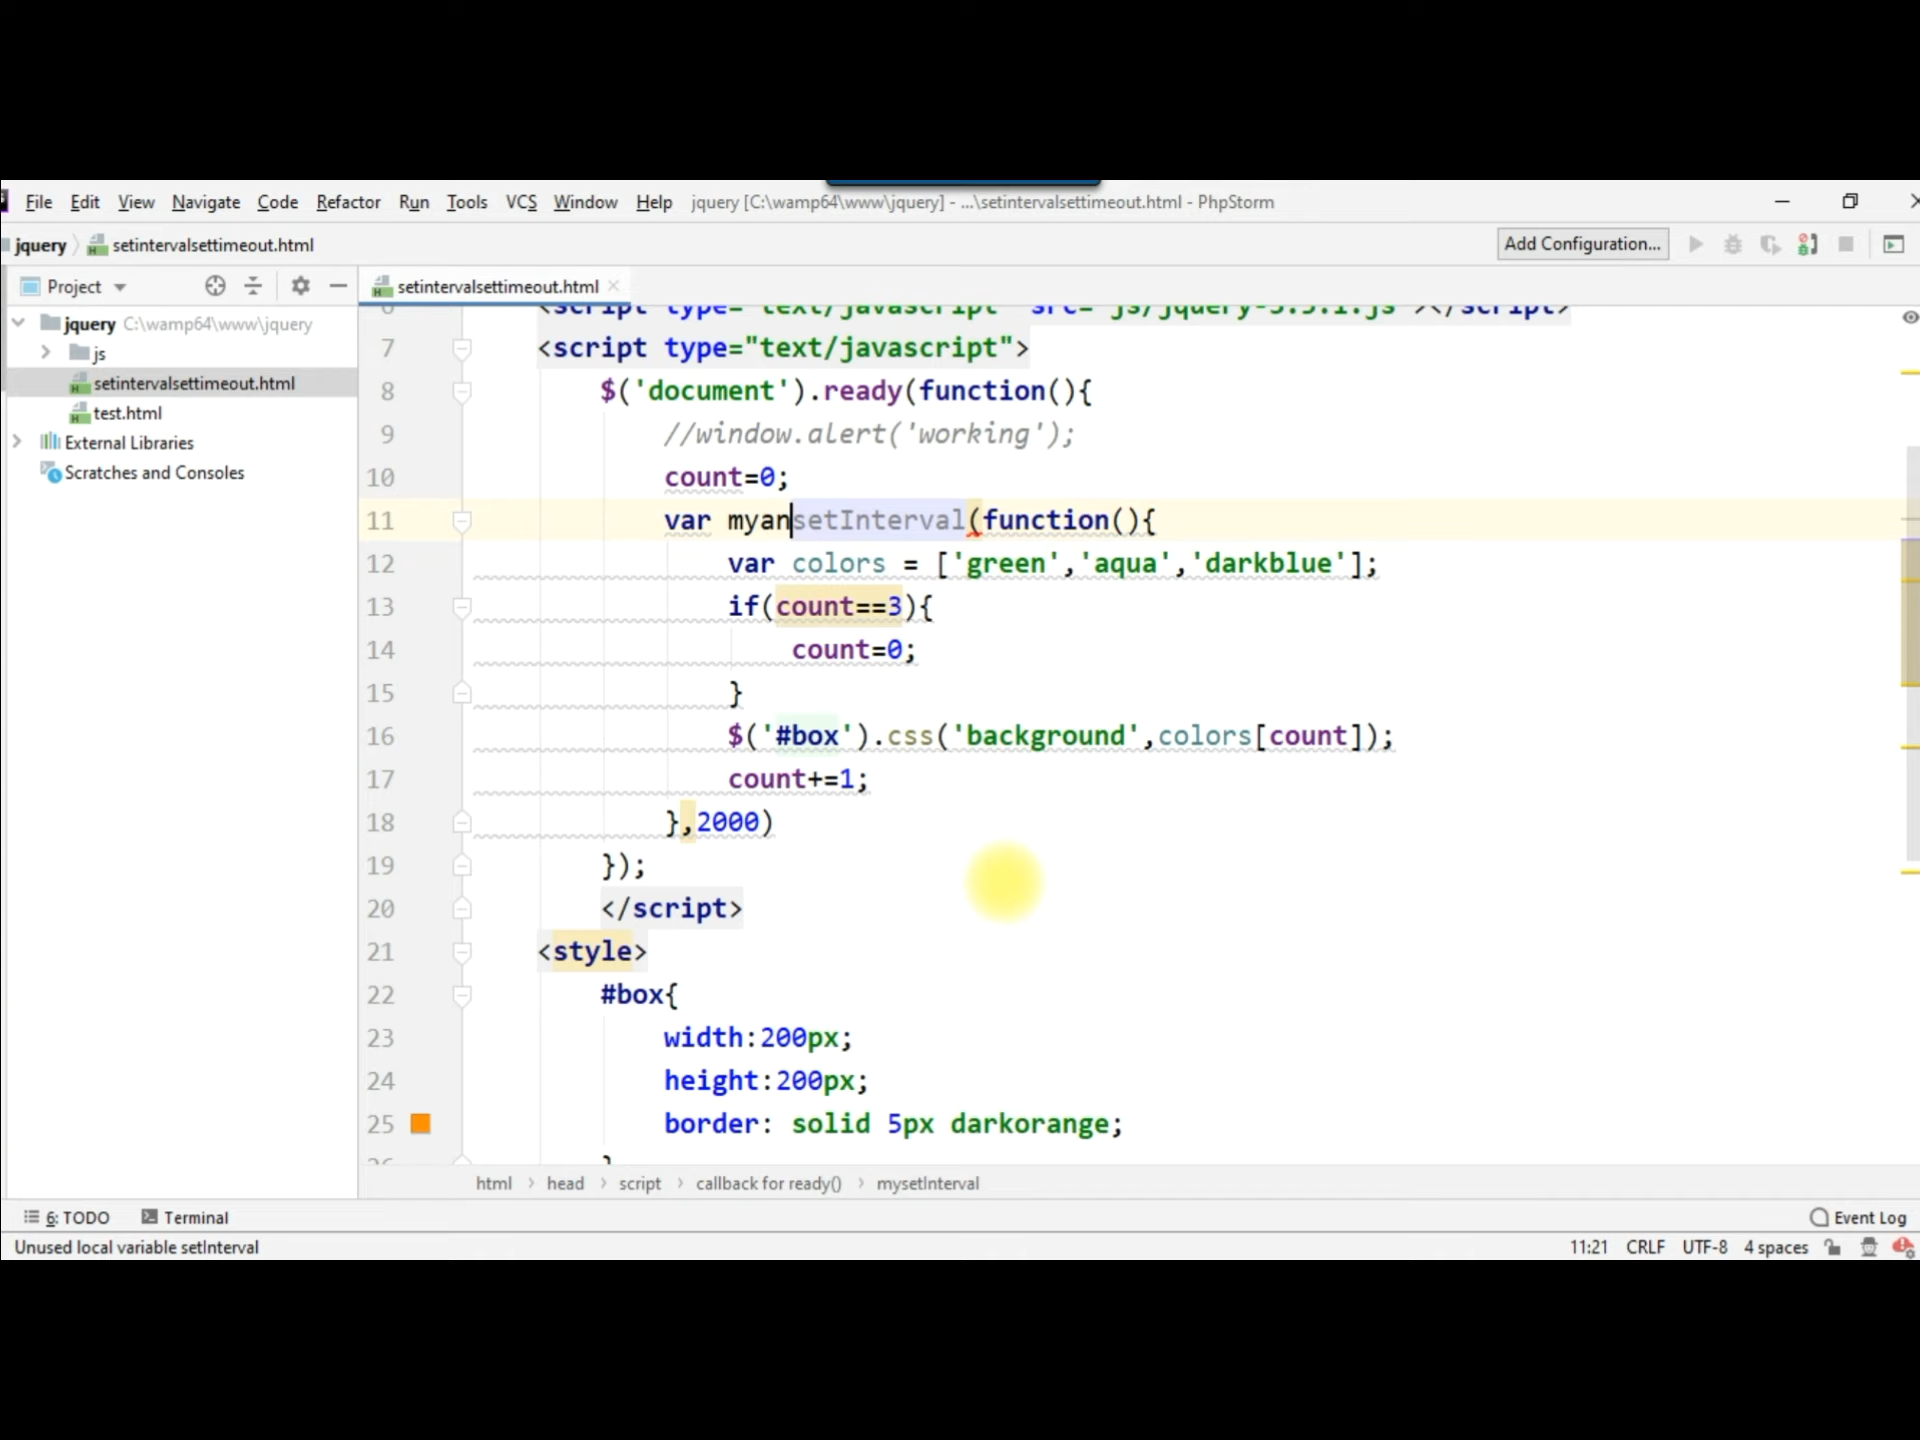 File Edit View Navigate Code Refactor Run Tools VCS Window Help jquery [C:\wamp64\www\jquery] - ...\setintervalsettimeout.html - PhpStorm
jquery setintervalsettimeout.html Add Configuration...
Project setintervalsettimeout.html
jquery C:\wamp64\www\jquery
js
setintervalsettimeout.html
test.html
External Libraries
Scratches and Consoles
<script type="text/javascript" src="js/jquery-3.5.1.js"></script>
7 <script type="text/javascript">
8 $('document').ready(function(){
9 //window.alert('working');
10 count=0;
11 var myansetInterval(function(){
12 var colors = ['green','aqua','darkblue'];
13 if(count==3){
14 count=0;
15 }
16 $('#box').css('background',colors[count]);
17 count+=1;
18 },2000)
19 });
20 </script>
21 <style>
22 #box{
23 width:200px;
24 height:200px;
25 border: solid 5px darkorange;
html head script callback for ready() mysetInterval
6: TODO Terminal Event Log
Unused local variable setInterval 11:21 CRLF UTF-8 4 spaces